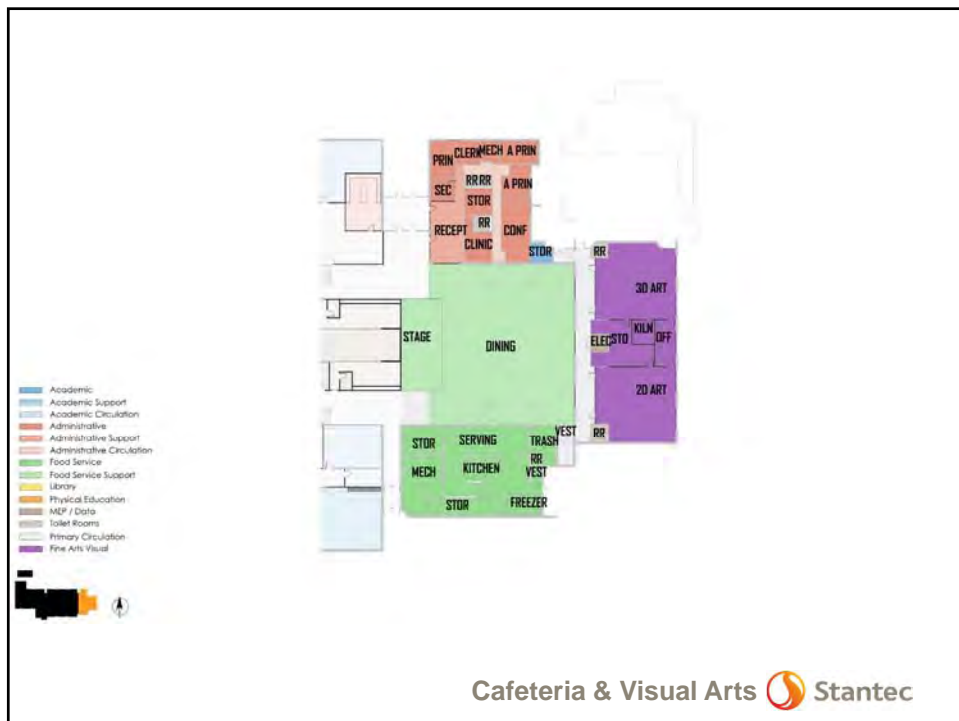 PRIN
CLERK
MECH
A PRIN
RR
RR
A PRIN
SEC
STOR
RR
RECEPT
CONF
CLINIC
STOR
RR
3D ART
KILN
ELEC
STO
OFF
STAGE
DINING
2D ART
VEST
RR
STOR
SERVING
TRASH
RR
MECH
KITCHEN
VEST
STOR
FREEZER
Academic
Academic Support
Academic Circulation
Administrative
Administrative Support
Administrative Circulation
Food Service
Food Service Support
Library
Physical Education
MEP / Data
Toilet Rooms
Primary Circulation
Fine Arts Visual
Cafeteria & Visual Arts
Stantec